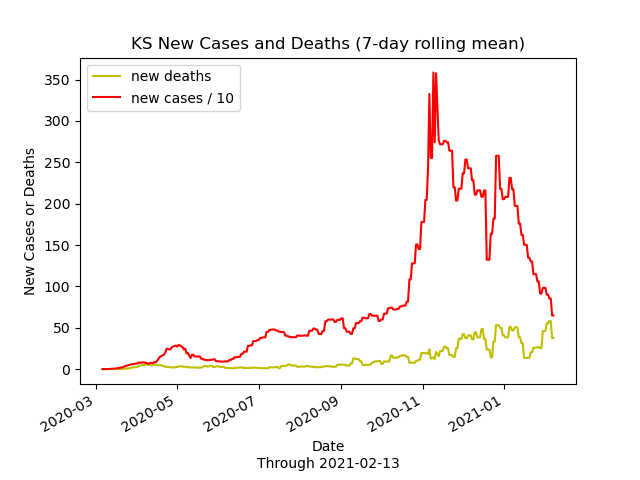 KS New Cases and Deaths (7-day rolling mean)
new deaths
new cases / 10
New Cases or Deaths
350
300
250
200
150
100
50
0
2020-03
2020-05
2020-07
2020-09
2020-11
2021-01
Date
Through 2021-02-13